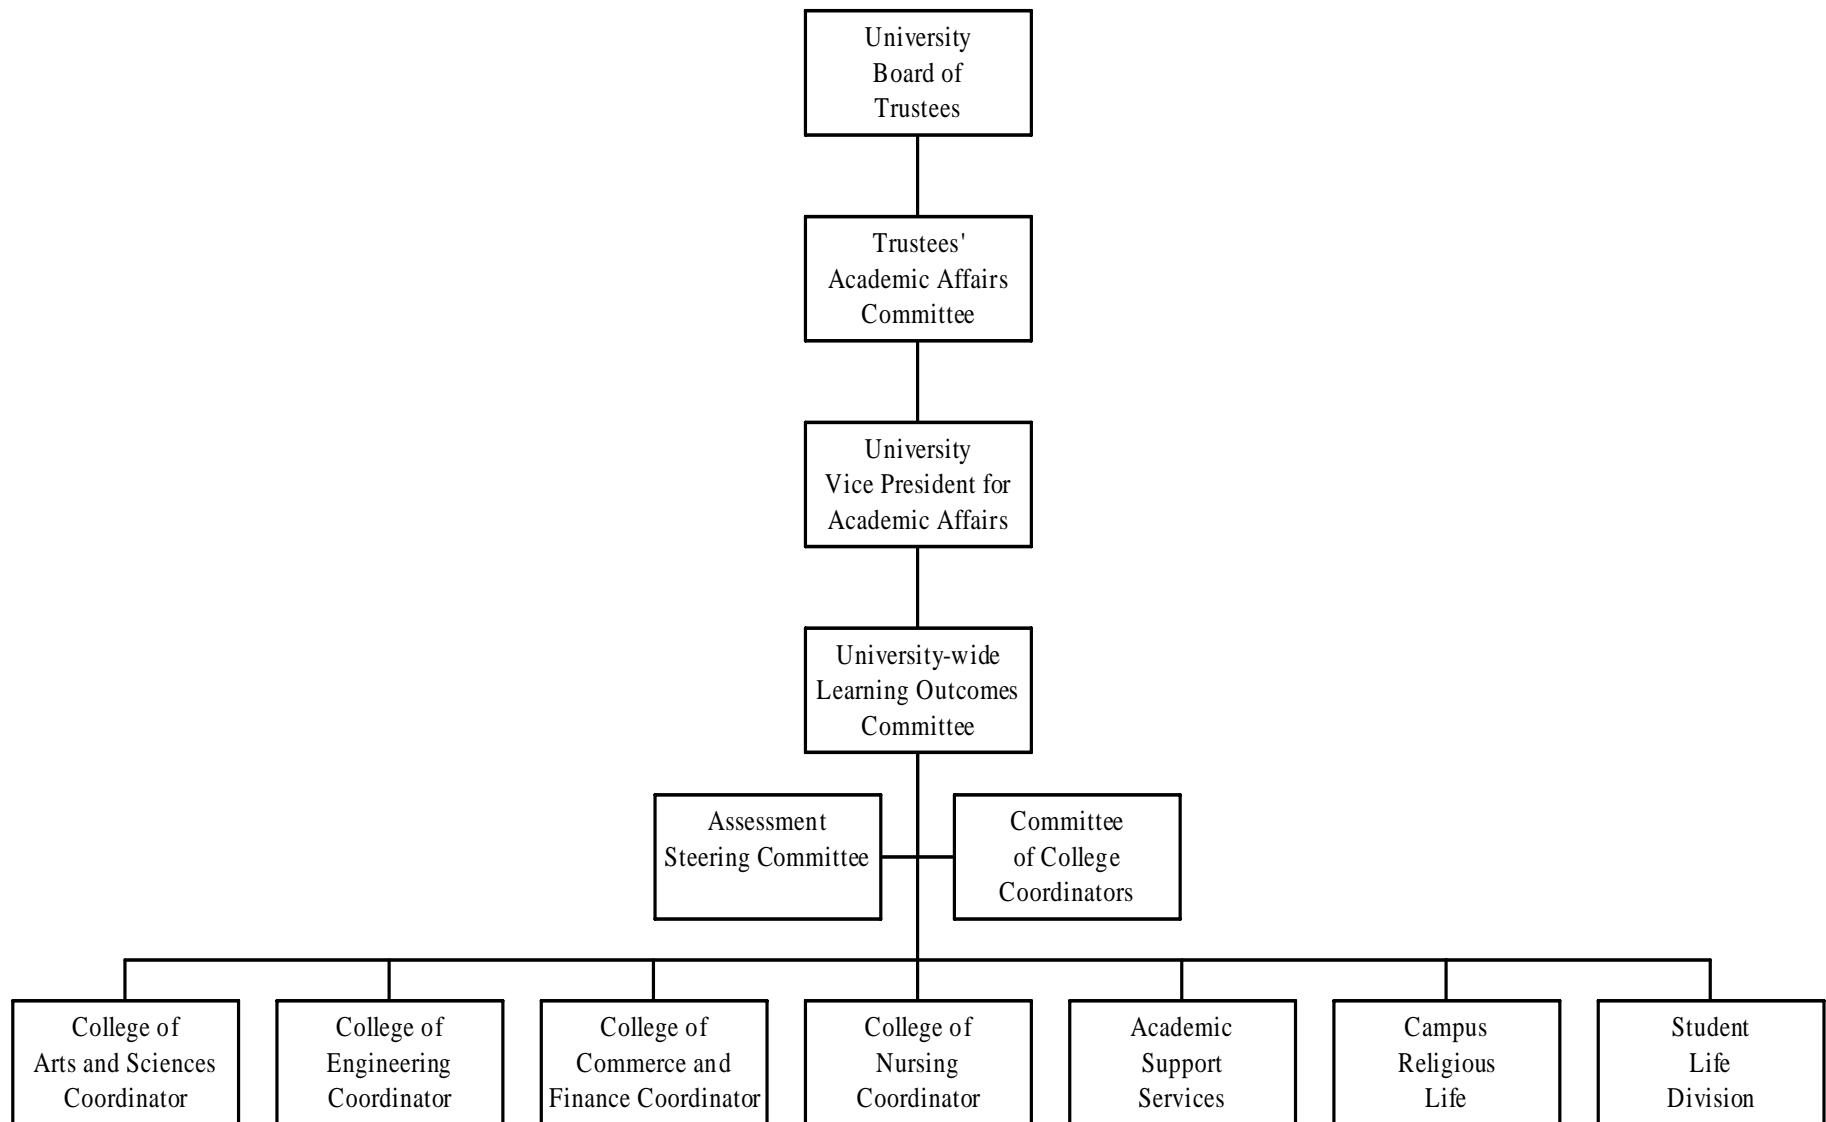 University
Board of
Trustees
Trustees'
Academic Affairs
Committee
University
Vice President for
Academic Affairs
University-wide
Learning Outcomes
Committee
Assessment
Steering Committee
Committee
of College
Coordinators
College of
Arts and Sciences
Coordinator
College of
Engineering
Coordinator
College of
Commerce and
Finance Coordinator
College of
Nursing
Coordinator
Academic
Support
Services
Campus
Religious
Life
Student
Life
Division